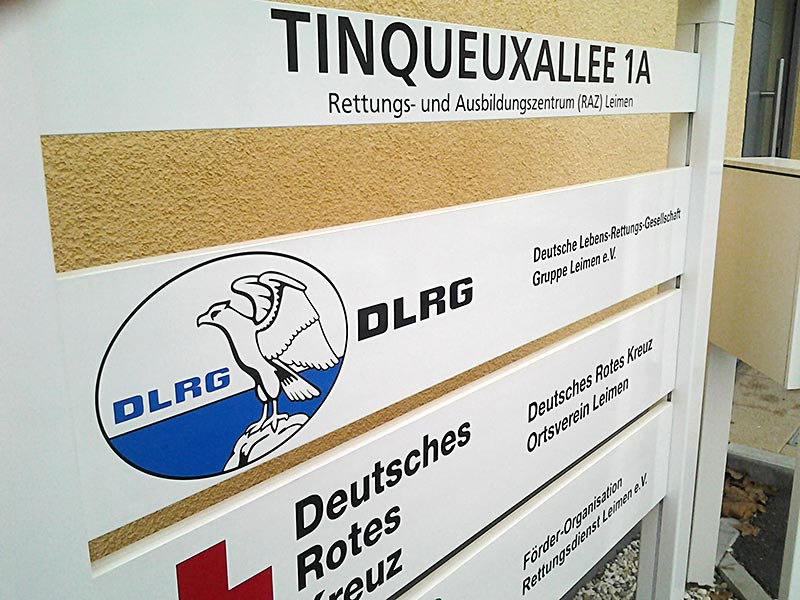 TINQUEUXALLEE 1A
Rettungs- und Ausbildungszentrum (RAZ) Leimen
DLRG
DLRG
Deutsche Lebens-Rettungs-Gesellschaft
Gruppe Leimen e.V.
Deutsches
Rotes
Kreuz
Deutsches Rotes Kreuz
Ortsverein Leimen
Förder-Organisation
Rettungsdienst Leimen e.V.